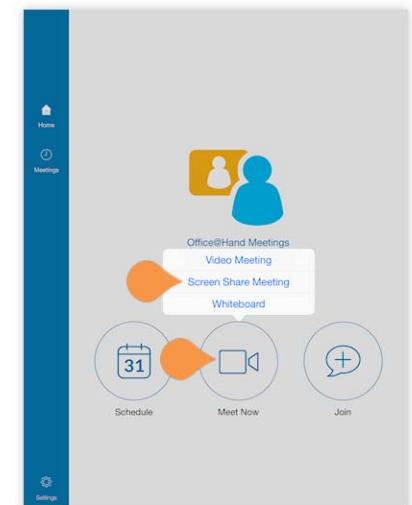 Home
Meetings
Office@Hand Meetings
Video Meeting
Screen Share Meeting
Whiteboard
31
Schedule
Meet Now
Join
Settings